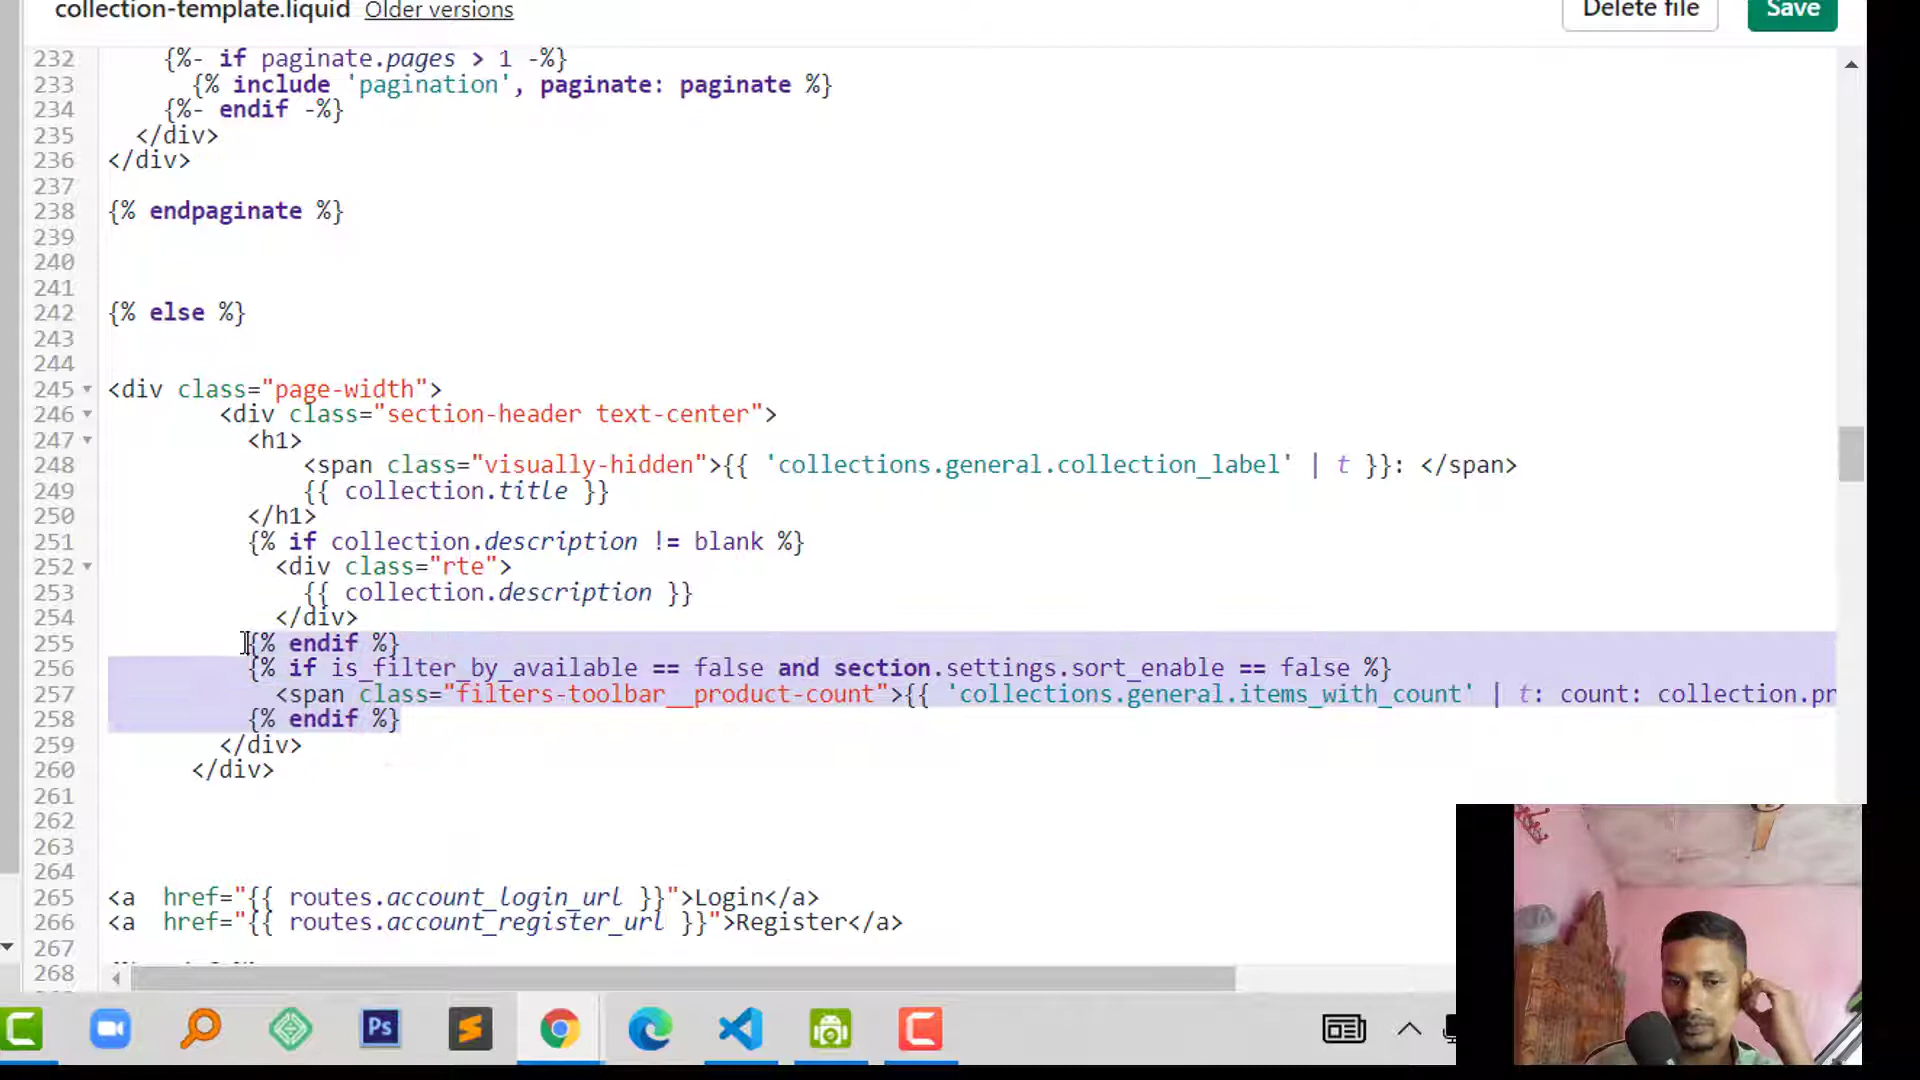 collection-template.liquid Older versions Delete file Save
232 {%- if paginate.pages > 1 -%}
233 {% include 'pagination', paginate: paginate %}
234 {%- endif -%}
235 </div>
236 </div>
237
238 {% endpaginate %}
239
240
241
242 {% else %}
243
244
245 <div class="page-width">
246 <div class="section-header text-center">
247 <h1>
248 <span class="visually-hidden">{{ 'collections.general.collection_label' | t }}: </span>
249 {{ collection.title }}
250 </h1>
251 {% if collection.description != blank %}
252 <div class="rte">
253 {{ collection.description }}
254 </div>
255 {% endif %}
256 {% if is_filter_by_available == false and section.settings.sort_enable == false %}
257 <span class="filters-toolbar__product-count">{{ 'collections.general.items_with_count' | t: count: collection.pr
258 {% endif %}
259 </div>
260 </div>
261
262
263
264
265 <a href="{{ routes.account_login_url }}">Login</a>
266 <a href="{{ routes.account_register_url }}">Register</a>
267
268
Ps